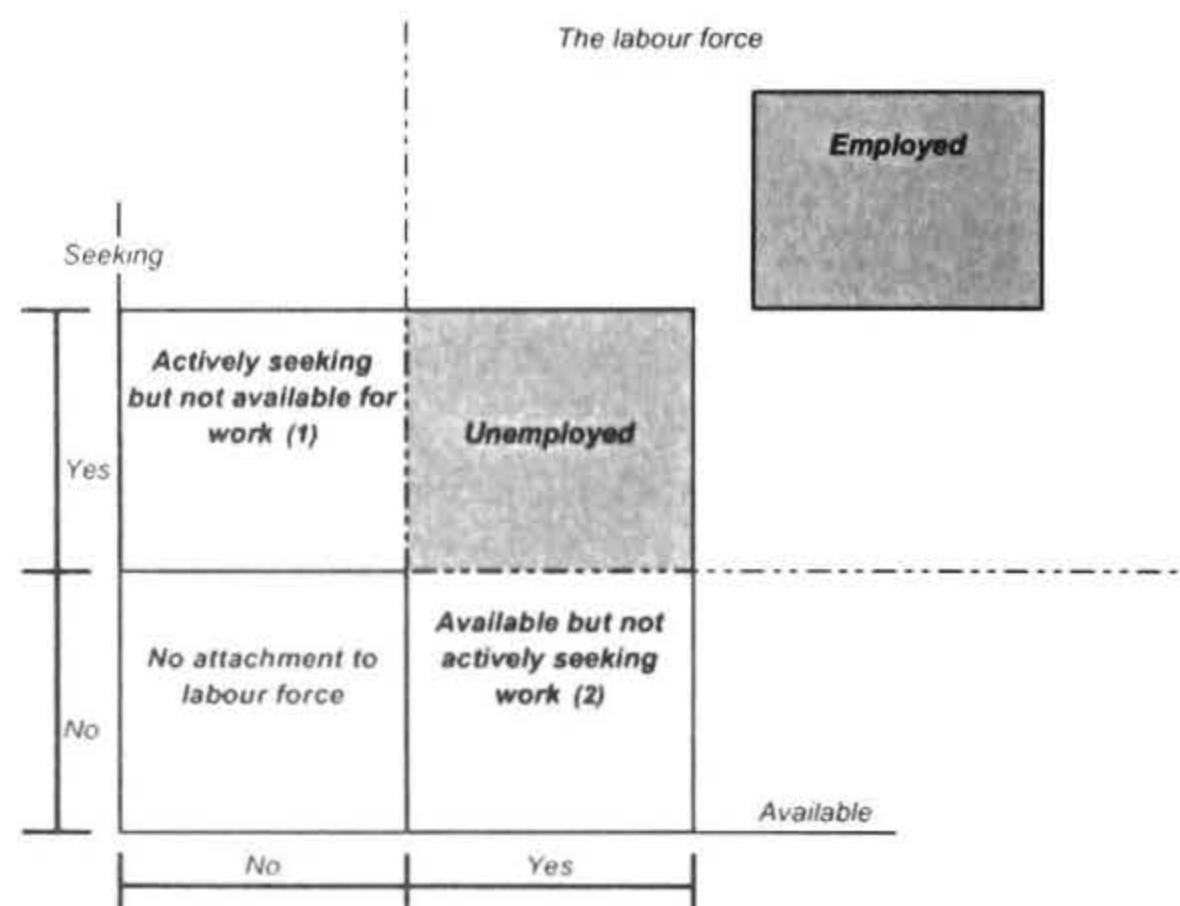 The labour force
Employed
Seeking
Actively seeking
but not available for
work (1)
Unemployed
Yes
No attachment to
labour force
Available but not
actively seeking
work (2)
No
Available
No
Yes